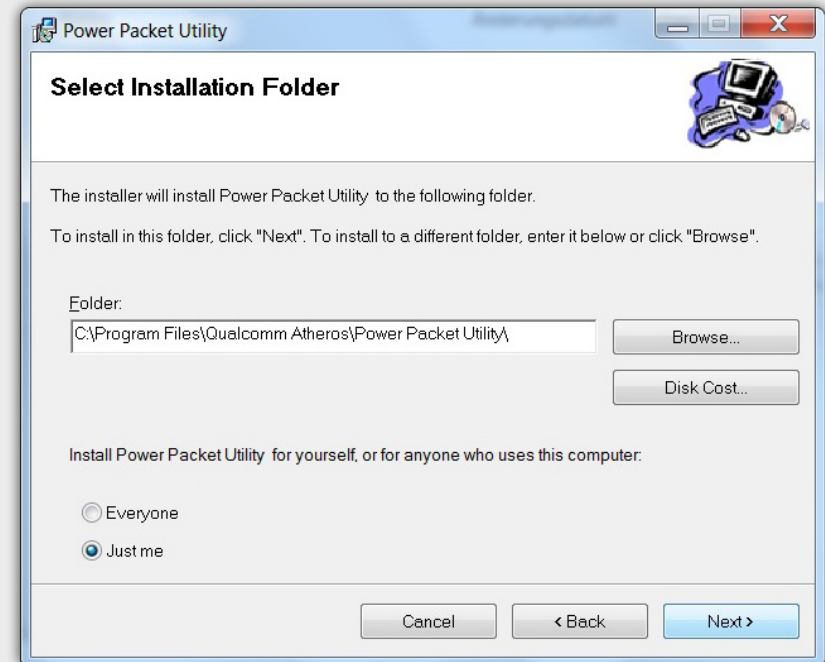 Power Packet Utility
Select Installation Folder
The installer will install Power Packet Utility to the following folder.
To install in this folder, click "Next". To install to a different folder, enter it below or click "Browse".
Folder:
C:\Program Files\Qualcomm Atheros\Power Packet Utility\
Browse...
Disk Cost...
Install Power Packet Utility for yourself, or for anyone who uses this computer:
Everyone
Just me
Cancel
< Back
Next >